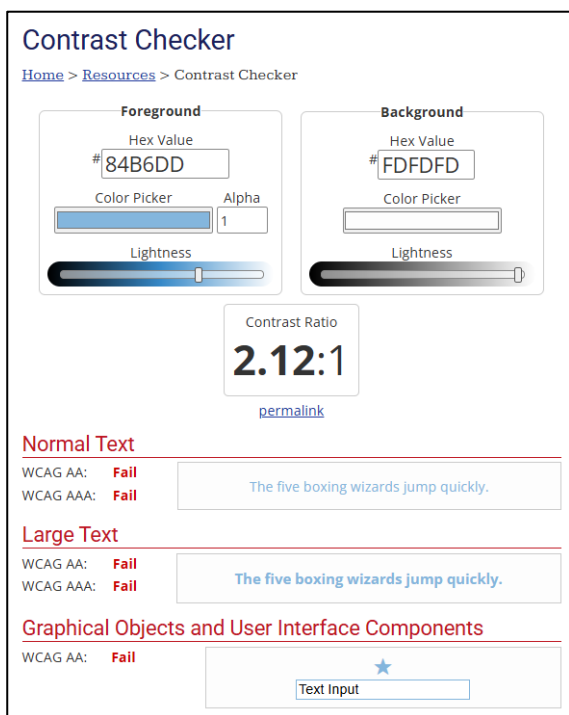 Contrast Checker
Home > Resources > Contrast Checker
Foreground
Hex Value
# 84B6DD
Color Picker Alpha
1
Lightness
Background
Hex Value
# FDFDFD
Color Picker
Lightness
Contrast Ratio
2.12:1
permalink
Normal Text
WCAG AA: Fail
WCAG AAA: Fail
The five boxing wizards jump quickly.
Large Text
WCAG AA: Fail
WCAG AAA: Fail
The five boxing wizards jump quickly.
Graphical Objects and User Interface Components
WCAG AA: Fail
Text Input